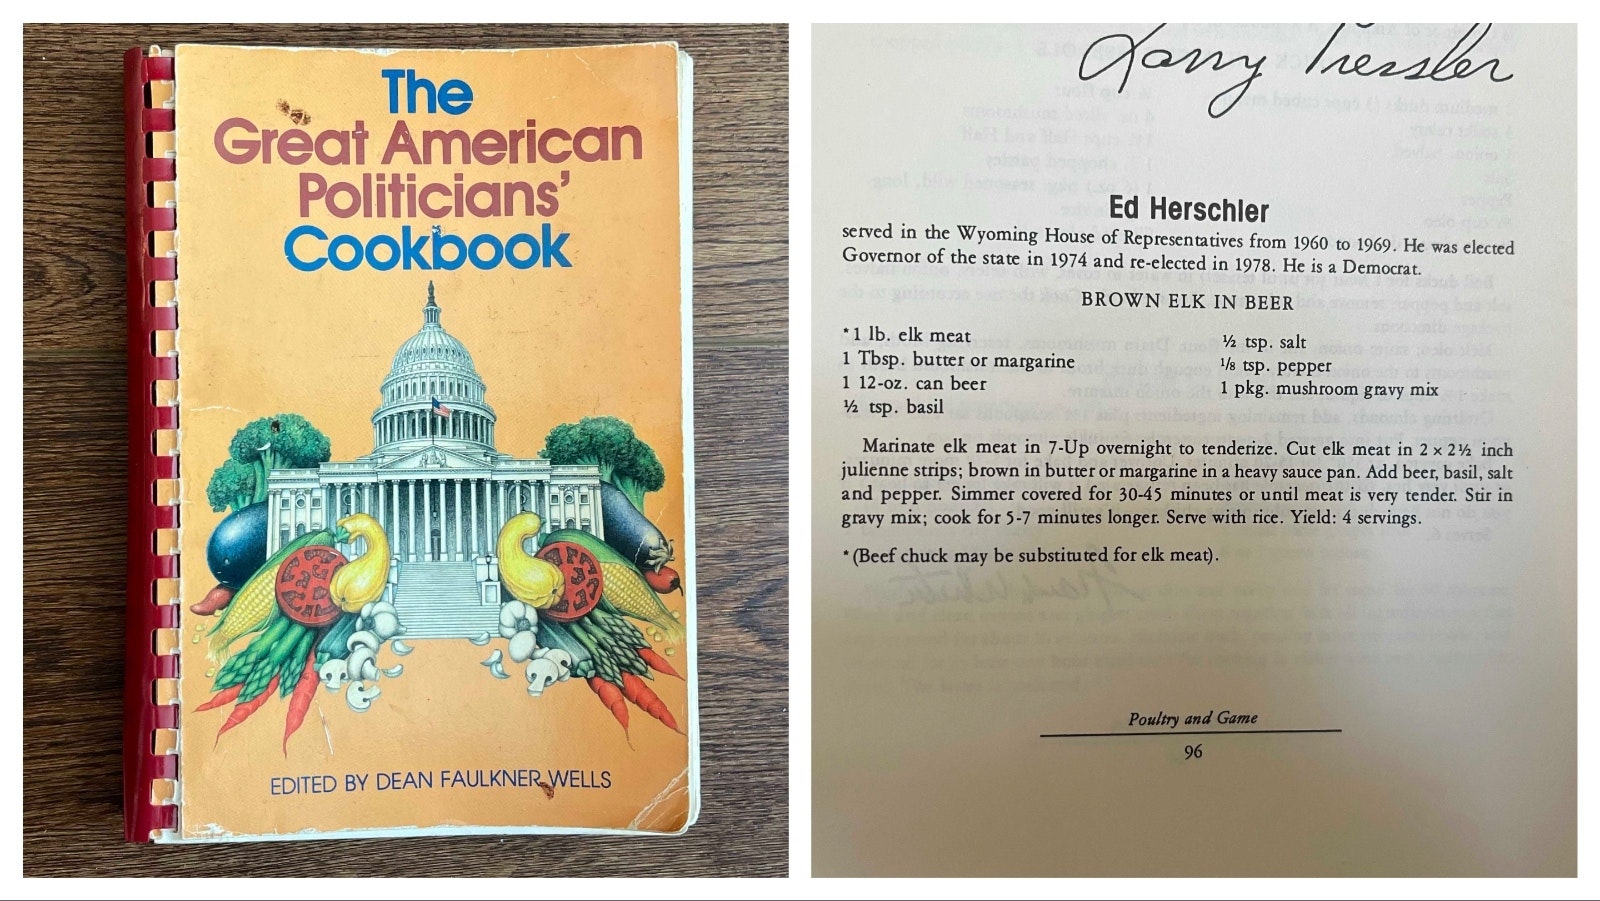 The
Great American
Politicians'
Cookbook
EDITED BY DEAN FAULKNER WELLS
Larry Pressler
Ed Herschler
served in the Wyoming House of Representatives from 1960 to 1969. He was elected
Governor of the state in 1974 and re-elected in 1978. He is a Democrat.
BROWN ELK IN BEER
*1 lb. elk meat
1 Tbsp. butter or margarine
1 12-oz. can beer
½ tsp. basil
½ tsp. salt
⅛ tsp. pepper
1 pkg. mushroom gravy mix
Marinate elk meat in 7-Up overnight to tenderize. Cut elk meat in 2 × 2½ inch
julienne strips; brown in butter or margarine in a heavy sauce pan. Add beer, basil, salt
and pepper. Simmer covered for 30-45 minutes or until meat is very tender. Stir in
gravy mix; cook for 5-7 minutes longer. Serve with rice. Yield: 4 servings.
*(Beef chuck may be substituted for elk meat).
Poultry and Game
96